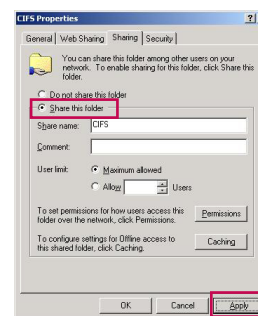 CIFS Properties
?
General Web Sharing Sharing Security
You can share this folder among other users on your
network. To enable sharing for this folder, click Share this
folder.
Do not share this folder
Share this folder
Share name: CIFS
Comment:
User limit: Maximum allowed
Allow Users
To set permissions for how users access this
folder over the network, click Permissions.
Permissions
To configure settings for Offline access to
this shared folder, click Caching.
Caching
OK Cancel Apply